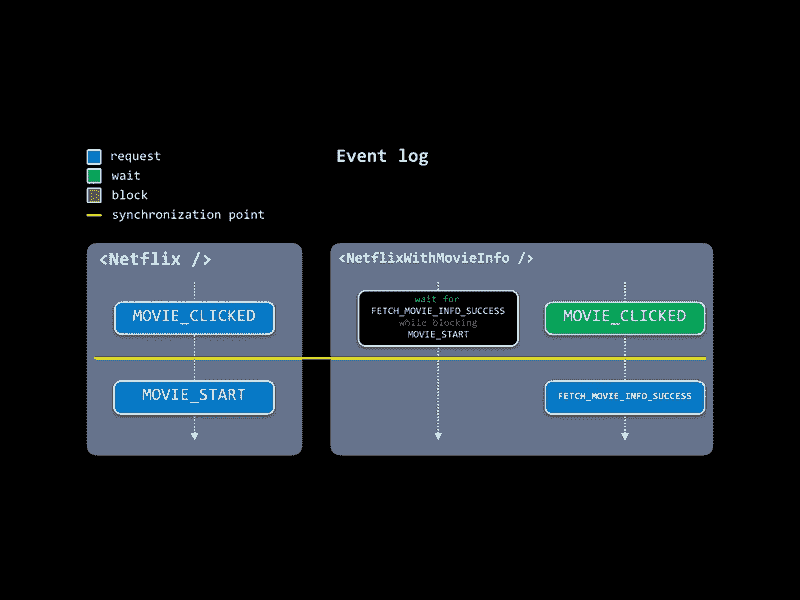 request
Event log
wait
block
synchronization point
<Netflix />
MOVIE_CLICKED
MOVIE_START
<NetflixWithMovieInfo />
wait for
FETCH_MOVIE_INFO_SUCCESS
while blocking
MOVIE_START
MOVIE_CLICKED
FETCH_MOVIE_INFO_SUCCESS